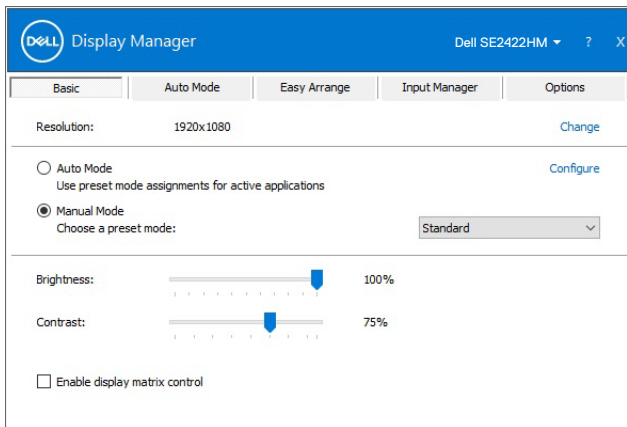 DELL Display Manager Dell SE2422HM ? X
Basic Auto Mode Easy Arrange Input Manager Options
Resolution: 1920x1080 Change
Auto Mode Configure
Use preset mode assignments for active applications
Manual Mode
Choose a preset mode: Standard
Brightness: 100%
Contrast: 75%
Enable display matrix control